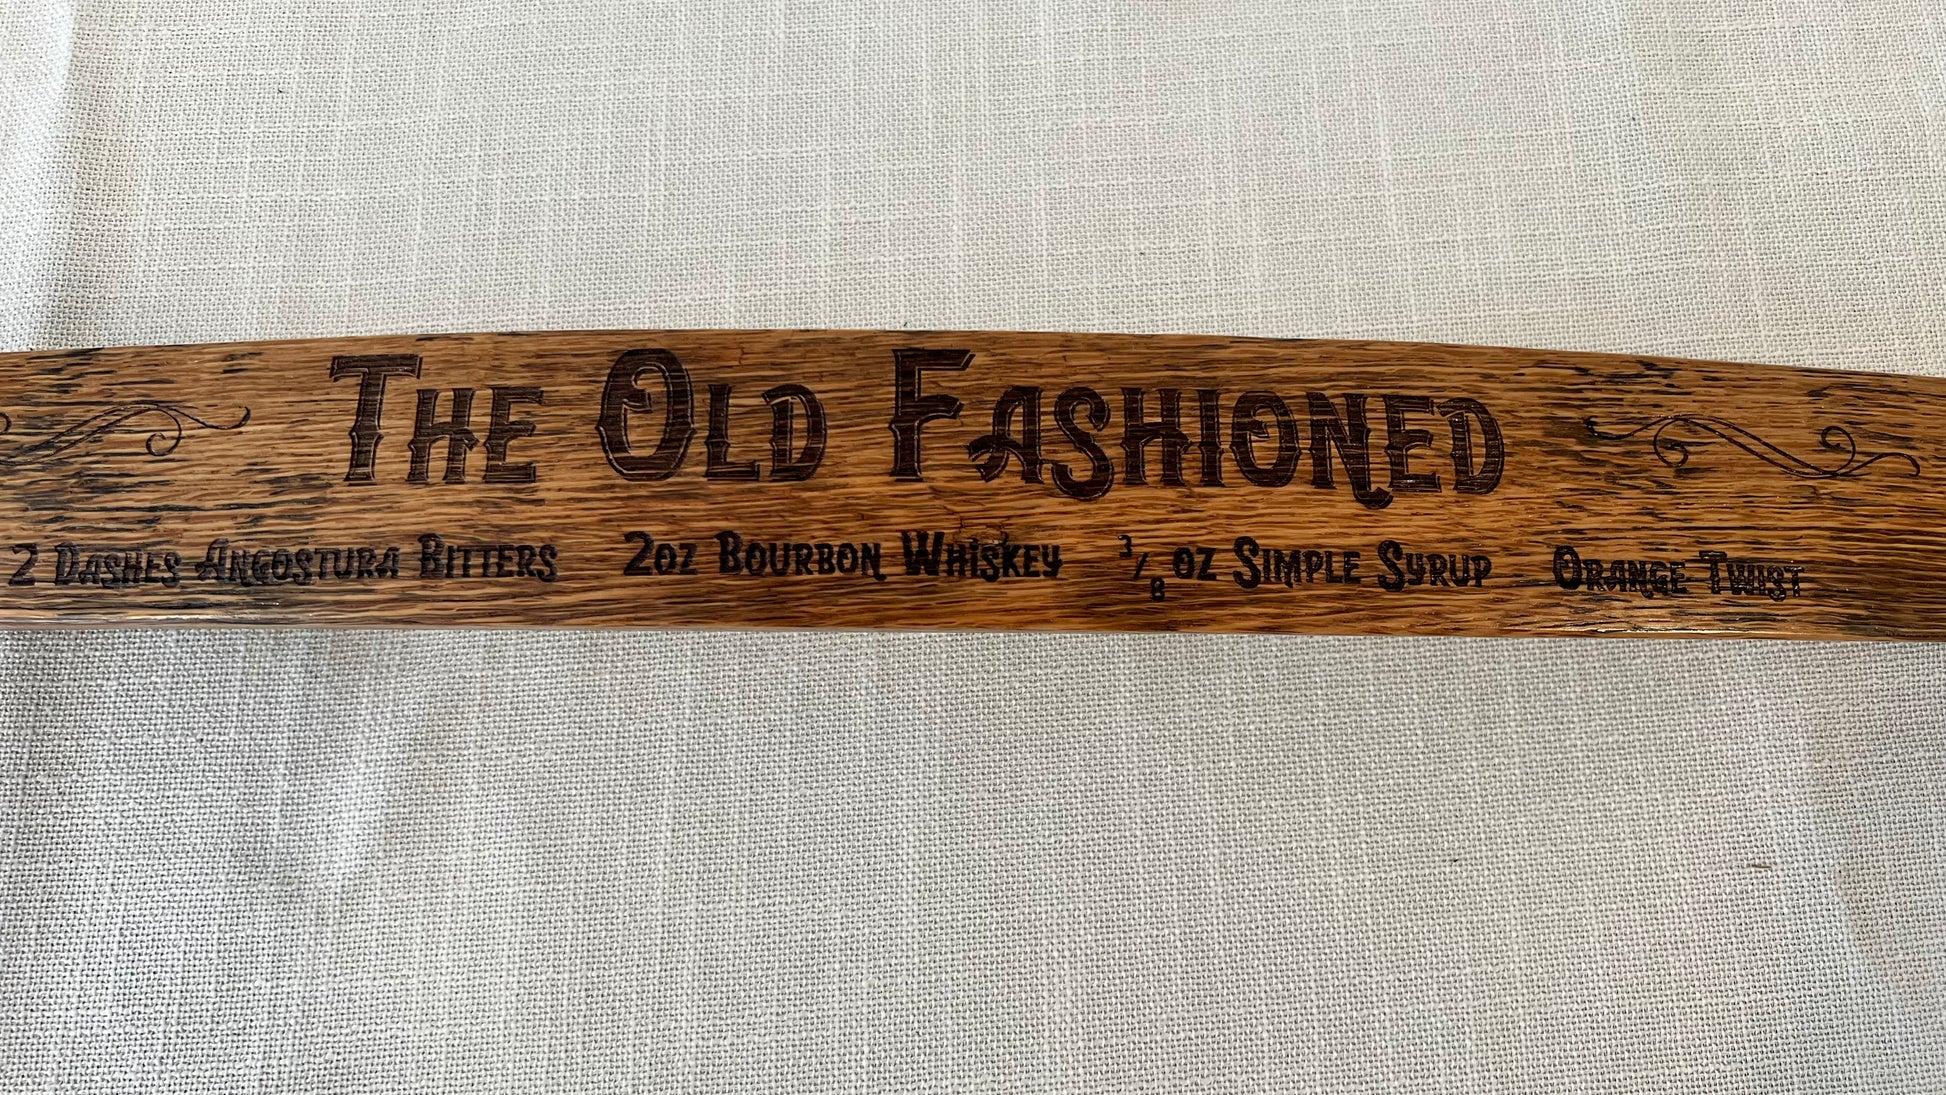 The Old Fashioned
2 Dashes Angostura Bitters 2oz Bourbon Whiskey 3/8 oz Simple Syrup Orange Twist